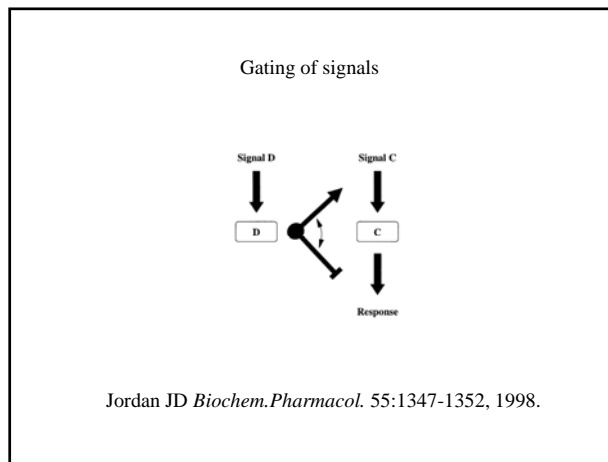 Gating of signals
Signal D Signal C
D C
Response
Jordan JD Biochem.Pharmacol. 55:1347-1352, 1998.